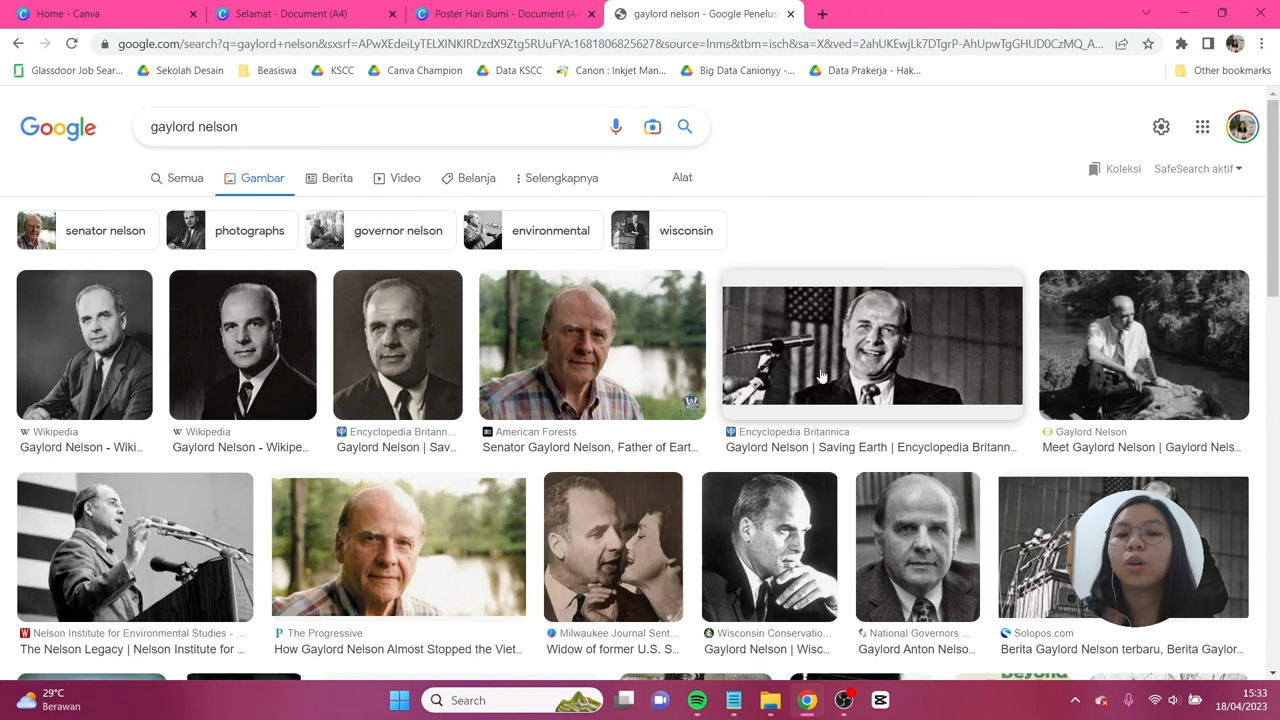 Home - Canva
Selamat - Document (A4)
Poster Hari Bumi - Document (A4
gaylord nelson - Google Penelus
google.com/search?q=gaylord+nelson&sxsrf=APwXEdeiLyTELXINKIRDdX9Ztg5RUuFYA:1681806825627&source=lnms&tbm=isch&sa=X&ved=2ahUKEwjLk7DTgrP-AhUpwTgGHUD0CzMQ_A...
Glassdoor Job Sear...
Sekolah Desain
Beasiswa
KSCC
Canva Champion
Data KSCC
Canon : Inkjet Man...
Big Data Canionyy -...
Data Prakerja - Hak...
Other bookmarks
Google
gaylord nelson
Semua
Gambar
Berita
Video
Belanja
Selengkapnya
Alat
Koleksi
SafeSearch aktif
senator nelson
photographs
governor nelson
environmental
wisconsin
W Wikipedia
Gaylord Nelson - Wiki...
W Wikipedia
Gaylord Nelson - Wikipe...
Encyclopedia Britann...
Gaylord Nelson | Sav...
American Forests
Senator Gaylord Nelson, Father of Eart...
Encyclopedia Britannica
Gaylord Nelson | Saving Earth | Encyclopedia Britann...
Gaylord Nelson
Meet Gaylord Nelson | Gaylord Nels...
Nelson Institute for Environmental Studies - ...
The Nelson Legacy | Nelson Institute for ...
The Progressive
How Gaylord Nelson Almost Stopped the Viet...
Milwaukee Journal Sent...
Widow of former U.S. S...
Wisconsin Conservatio...
Gaylord Nelson | Wisc...
National Governors ...
Gaylord Anton Nelso...
Solopos.com
Berita Gaylord Nelson terbaru, Berita Gaylor...
Beyond
29°C
Berawan
Search
15:33
18/04/2023